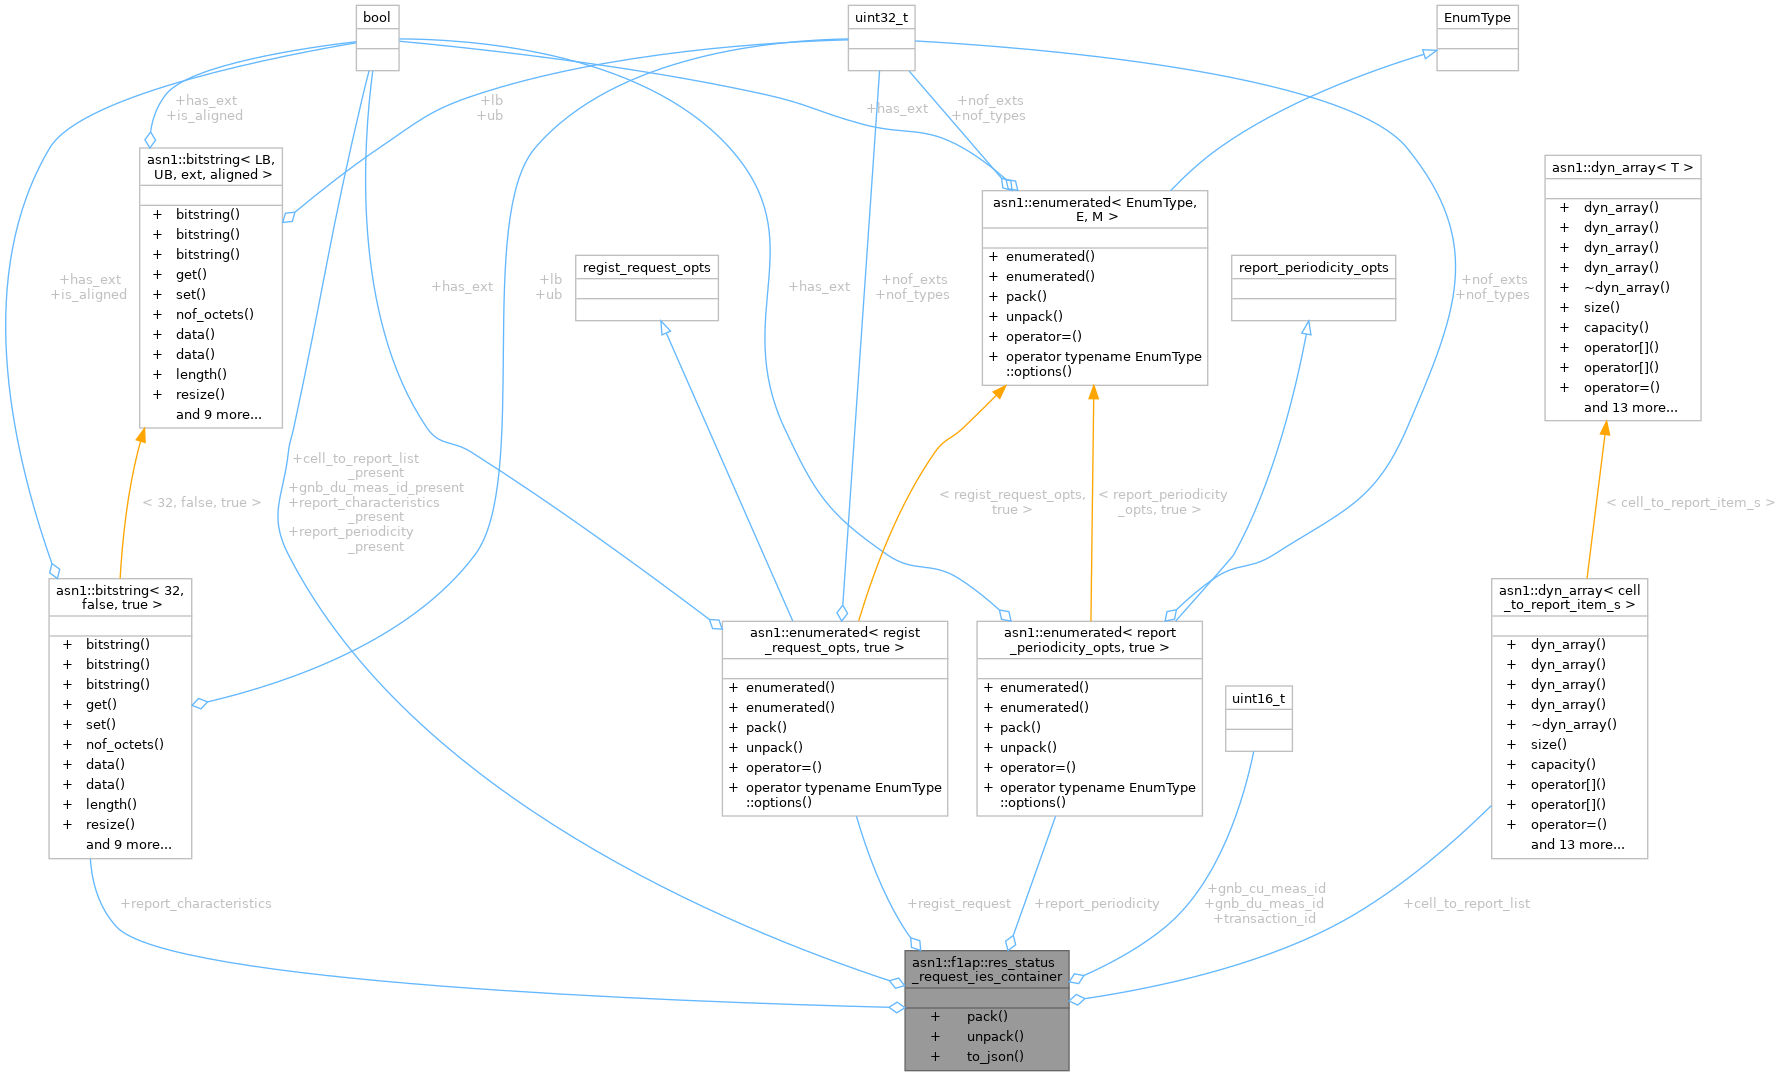 bool
uint32_t
EnumType
+has_ext
+is_aligned
+lb
+ub
+has_ext
+nof_exts
+nof_types
asn1::bitstring< LB,
UB, ext, aligned >
+ bitstring()
+ bitstring()
+ bitstring()
+ get()
+ set()
+ nof_octets()
+ data()
+ data()
+ length()
+ resize()
and 9 more...
asn1::enumerated< EnumType,
E, M >
+ enumerated()
+ enumerated()
+ pack()
+ unpack()
+ operator=()
+ operator typename EnumType
::options()
asn1::dyn_array< T >
+ dyn_array()
+ dyn_array()
+ dyn_array()
+ dyn_array()
+ ~dyn_array()
+ size()
+ capacity()
+ operator[]()
+ operator[]()
+ operator=()
and 13 more...
regist_request_opts
report_periodicity_opts
+has_ext
+is_aligned
+has_ext
+lb
+ub
+has_ext
+nof_exts
+nof_types
+nof_exts
+nof_types
+cell_to_report_list
_present
+gnb_du_meas_id_present
+report_characteristics
_present
+report_periodicity
_present
< 32, false, true >
< regist_request_opts,
true >
< report_periodicity
_opts, true >
< cell_to_report_item_s >
asn1::bitstring< 32,
false, true >
+ bitstring()
+ bitstring()
+ bitstring()
+ get()
+ set()
+ nof_octets()
+ data()
+ data()
+ length()
+ resize()
and 9 more...
asn1::enumerated< regist
_request_opts, true >
+ enumerated()
+ enumerated()
+ pack()
+ unpack()
+ operator=()
+ operator typename EnumType
::options()
asn1::enumerated< report
_periodicity_opts, true >
+ enumerated()
+ enumerated()
+ pack()
+ unpack()
+ operator=()
+ operator typename EnumType
::options()
uint16_t
asn1::dyn_array< cell
_to_report_item_s >
+ dyn_array()
+ dyn_array()
+ dyn_array()
+ dyn_array()
+ ~dyn_array()
+ size()
+ capacity()
+ operator[]()
+ operator[]()
+ operator=()
and 13 more...
+report_characteristics
+regist_request
+report_periodicity
+gnb_cu_meas_id
+gnb_du_meas_id
+transaction_id
+cell_to_report_list
asn1::f1ap::res_status
_request_ies_container
+ pack()
+ unpack()
+ to_json()